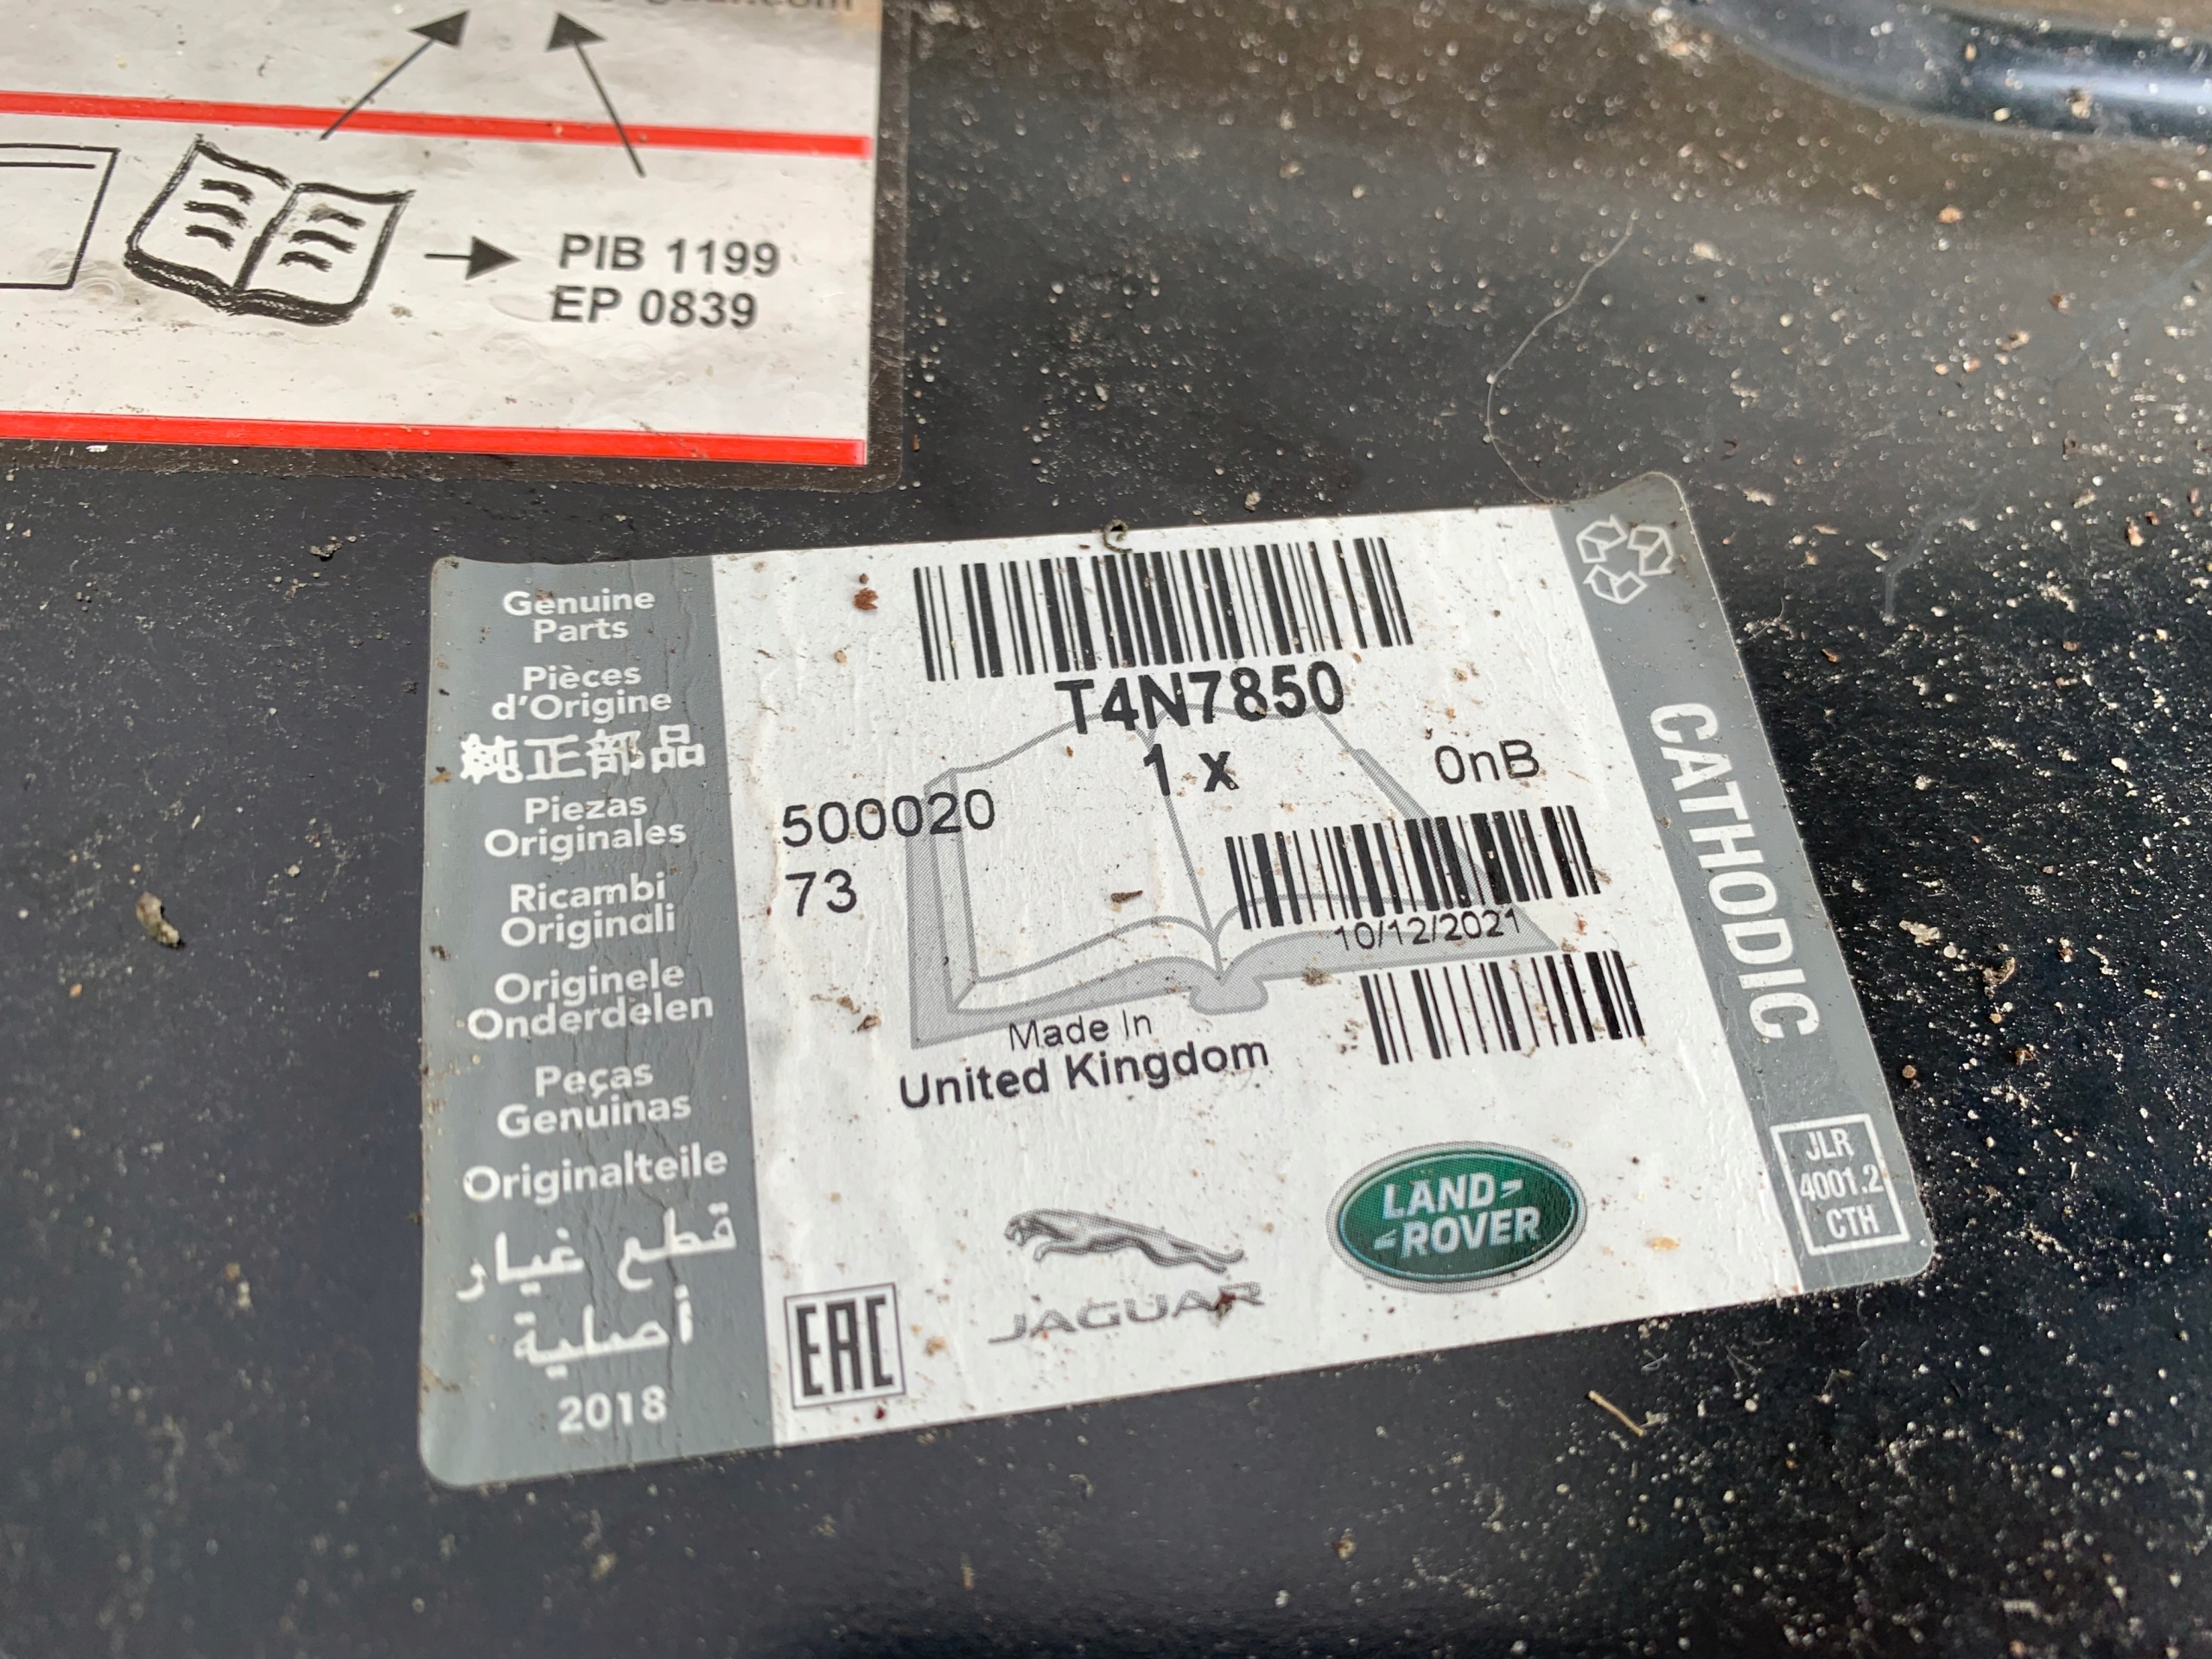 PIB 1199
EP 0839
Genuine
Parts
Pièces
d'Origine
純正部品
Piezas
Originales
Ricambi
Originali
Originele
Onderdelen
Peças
Genuinas
Originalteile
قطع غيار
أصلية
2018
T4N7850
1 x
0nB
500020
73
10/12/2021
Made In
United Kingdom
EAC
JAGUAR
LAND
ROVER
CATHODIC
JLR
4001.2
CTH